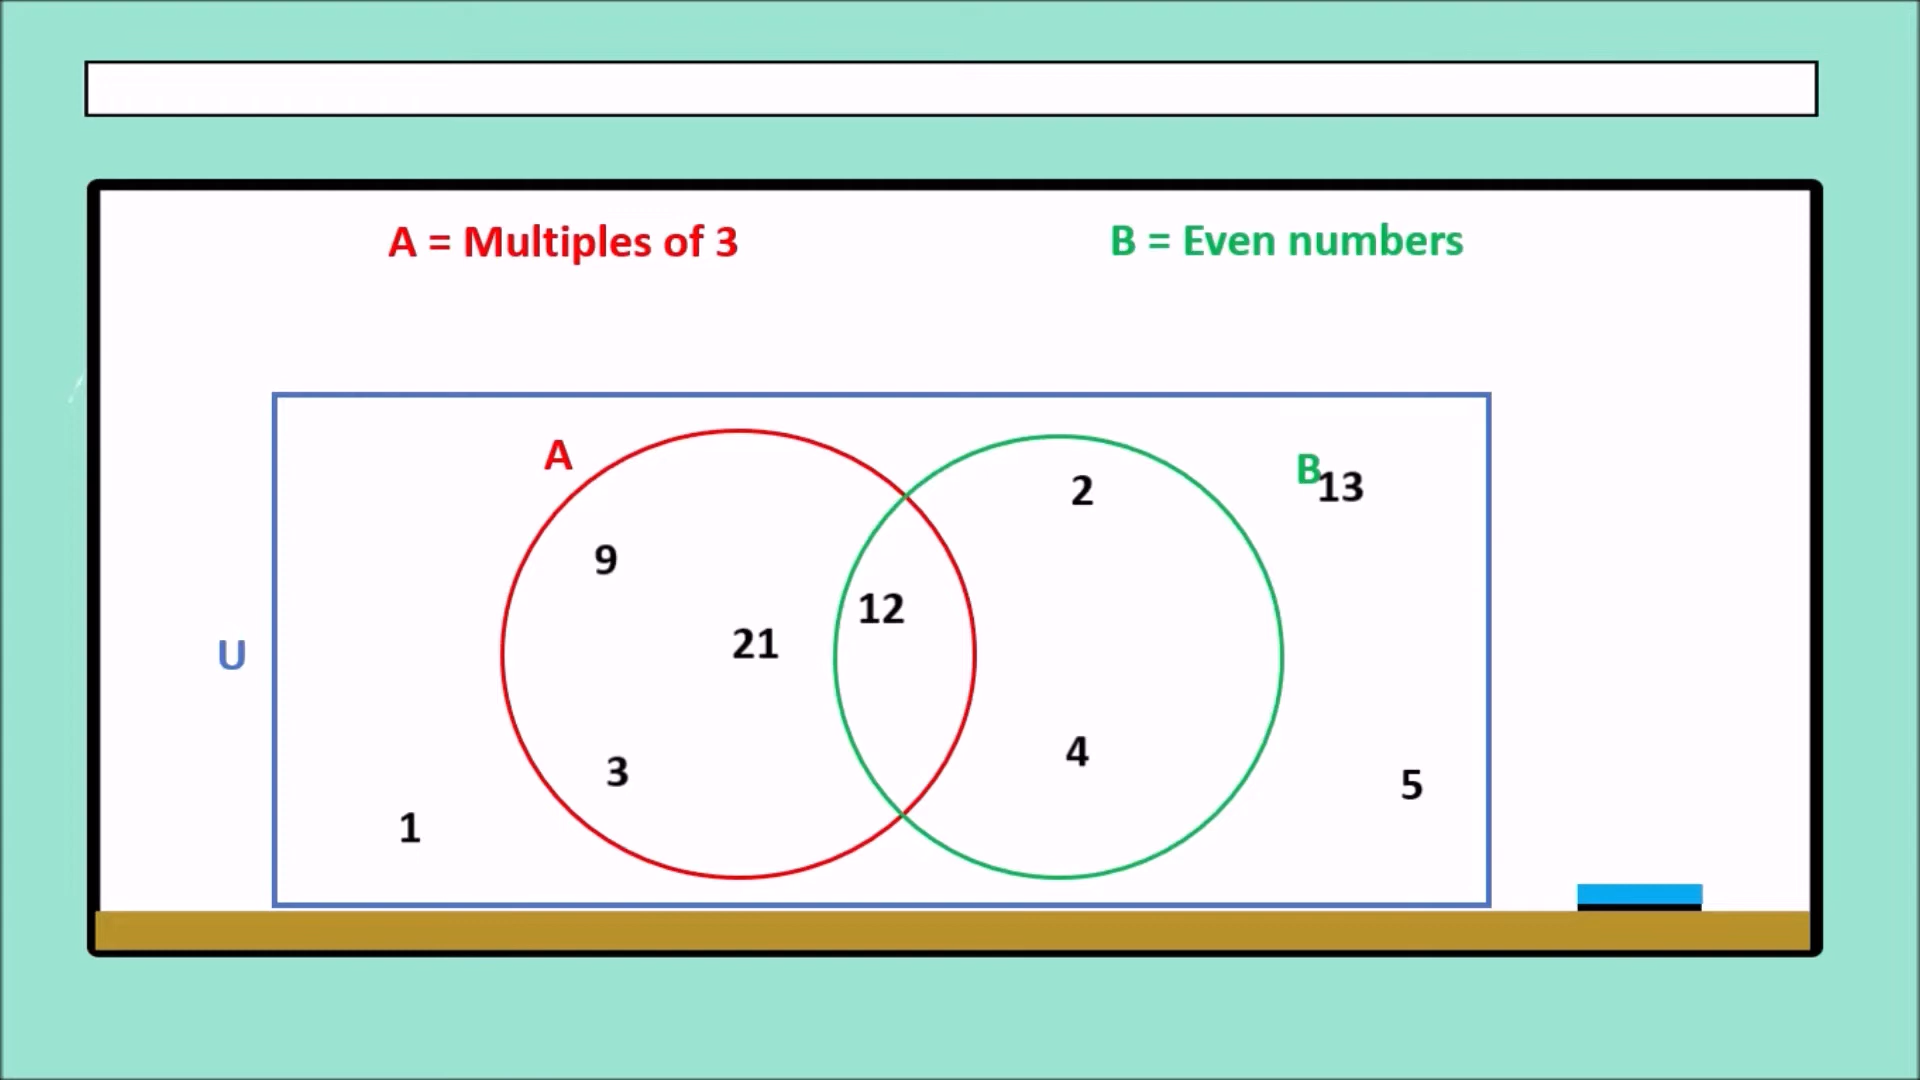 A = Multiples of 3
B = Even numbers
A
B
13
2
9
12
21
U
4
3
5
1